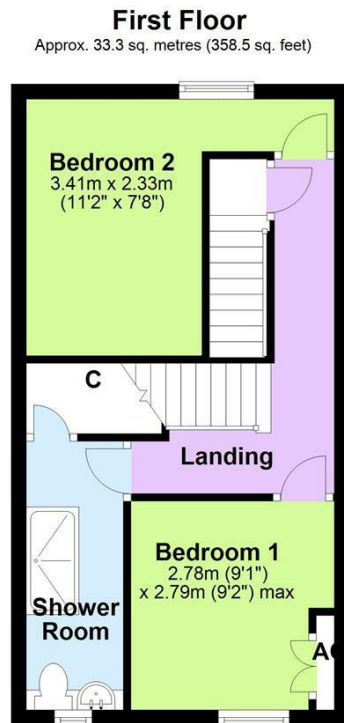 First Floor
Approx. 33.3 sq. metres (358.5 sq. feet)
Bedroom 2
3.41m x 2.33m
(11'2" x 7'8")
C
Landing
Bedroom 1
2.78m (9'1")
x 2.79m (9'2") max
Shower
Room